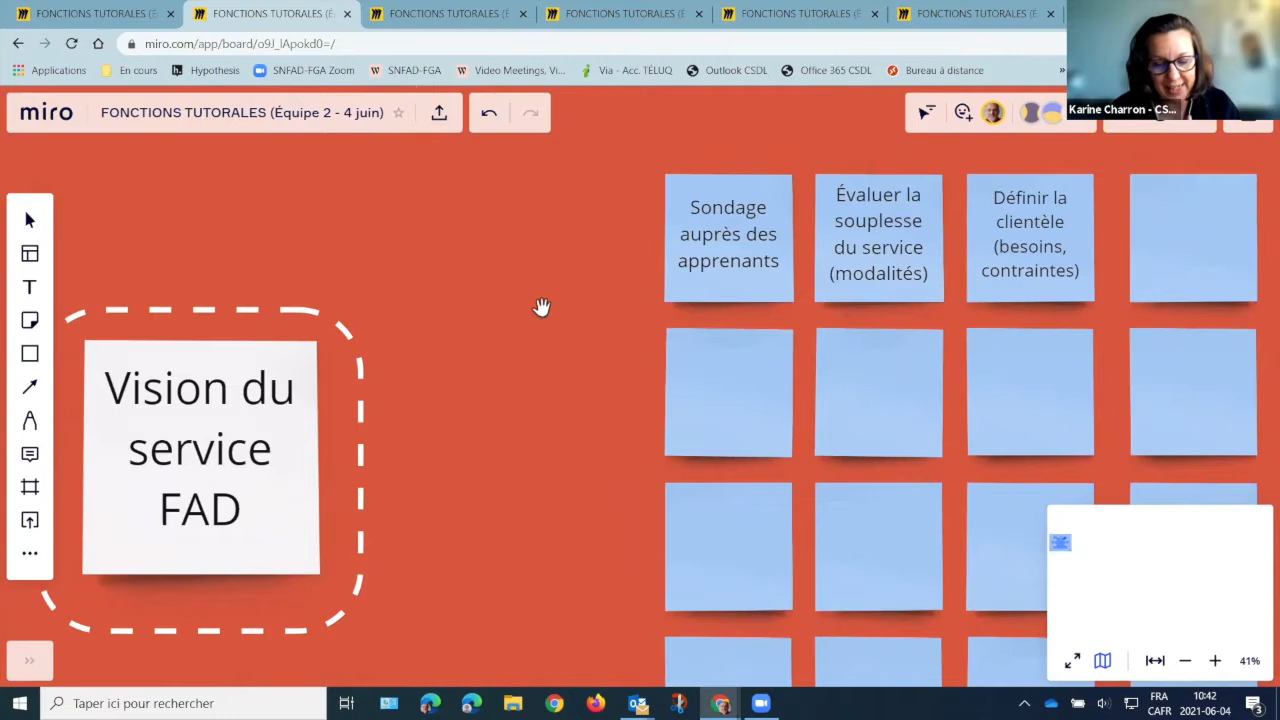 FONCTIONS TUTORALES (É
FONCTIONS TUTORALES (É
FONCTIONS TUTORALES (É
FONCTIONS TUTORALES (É
FONCTIONS TUTORALES (É
FONCTIONS TUTORALES (É
miro.com/app/board/o9J_lApokd0=/
Applications
En cours
Hypothesis
SNFAD-FGA Zoom
SNFAD-FGA
Video Meetings, Vi...
Via - Acc. TÉLUQ
Outlook CSDL
Office 365 CSDL
Bureau à distance
»
Karine Charron - CS...
miro
FONCTIONS TUTORALES (Équipe 2 - 4 juin)
Sondage
auprès des
apprenants
Évaluer la
souplesse
du service
(modalités)
Définir la
clientèle
(besoins,
contraintes)
Vision du
service
FAD
41%
Taper ici pour rechercher
FRA
CAFR
10:42
2021-06-04
3